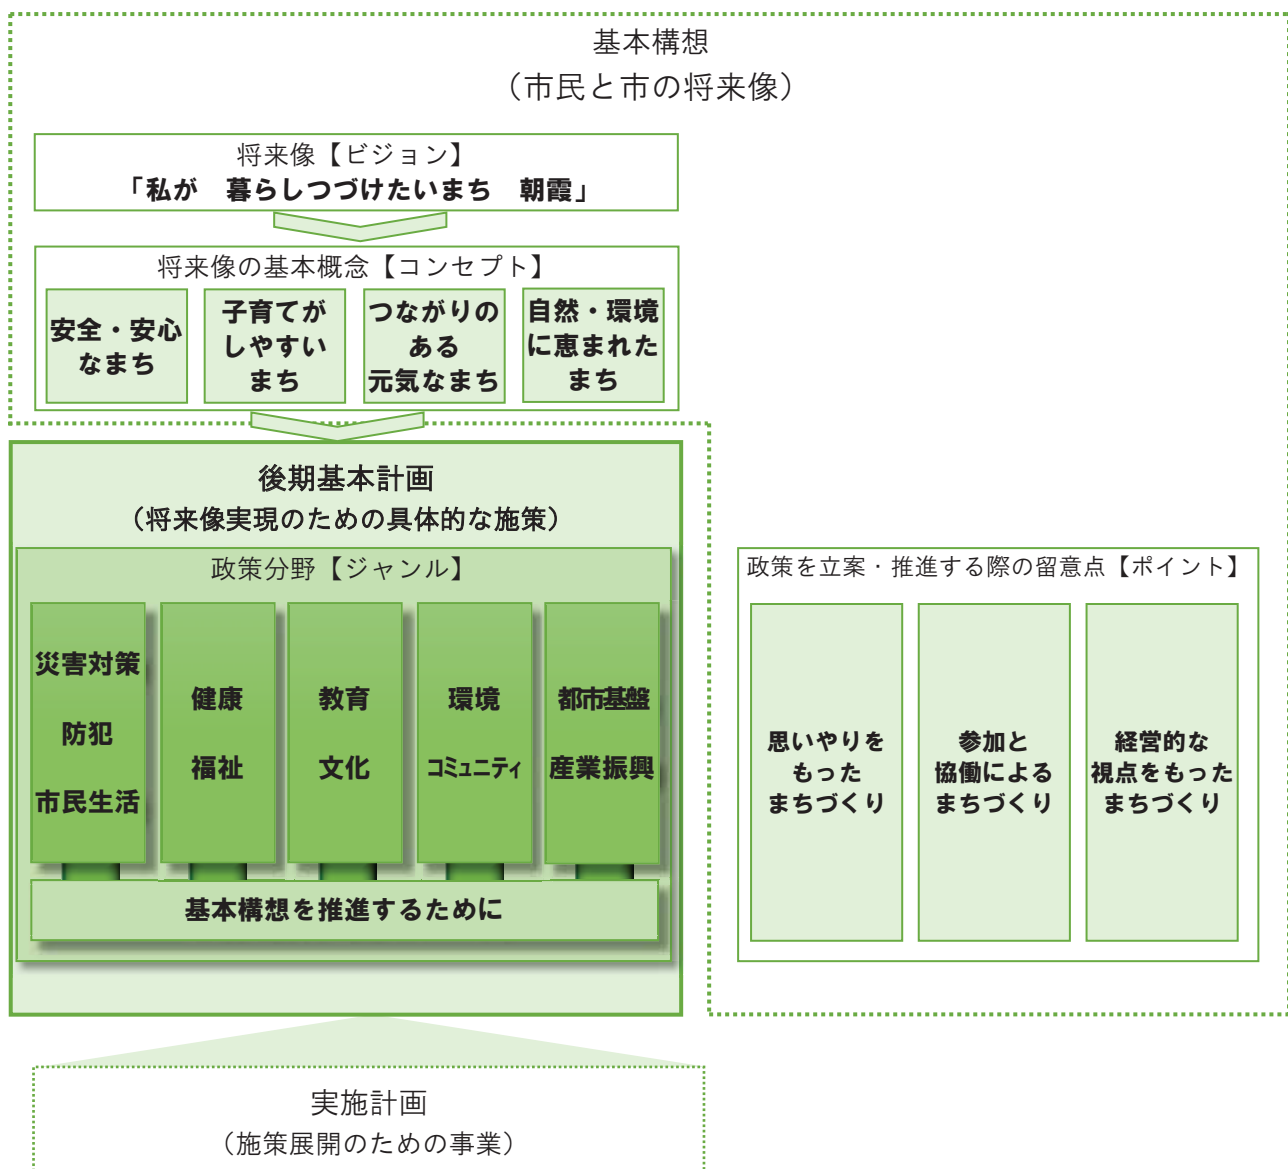 基本構想
（市民と市の将来像）
将来像【ビジョン】
「私が　暮らしつづけたいまち　朝霞」
将来像の基本概念【コンセプト】
安全・安心
なまち
子育てが
しやすい
まち
つながりの
ある
元気なまち
自然・環境
に恵まれた
まち
後期基本計画
（将来像実現のための具体的な施策）
政策分野【ジャンル】
災害対策
防犯
市民生活
健康
福祉
教育
文化
環境
コミュニティ
都市基盤
産業振興
基本構想を推進するために
政策を立案・推進する際の留意点【ポイント】
思いやりを
もった
まちづくり
参加と
協働による
まちづくり
経営的な
視点をもった
まちづくり
実施計画
（施策展開のための事業）